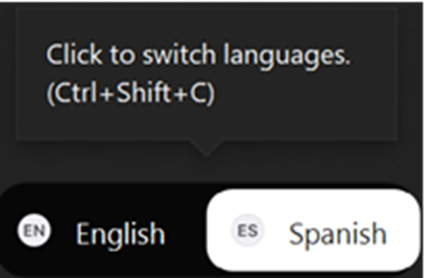 Click to switch languages.
(Ctrl+Shift+C)
EN English ES Spanish